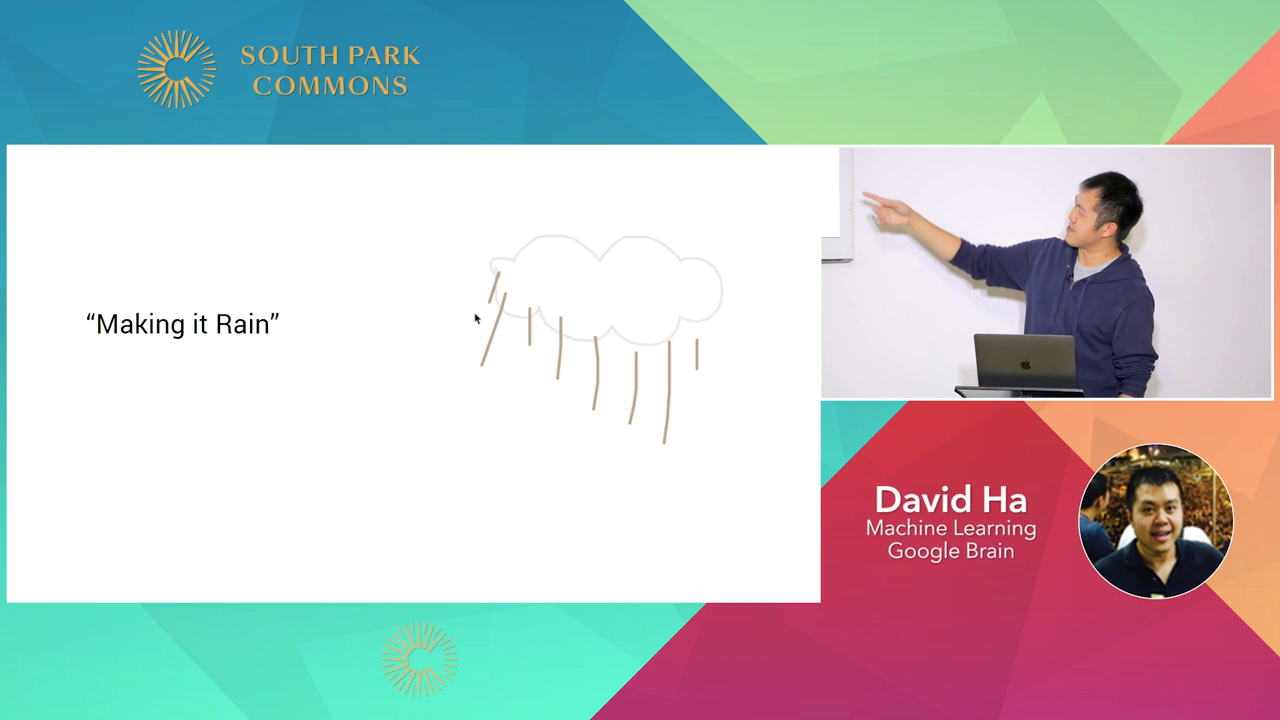 SOUTH PARK
COMMONS
“Making it Rain”
David Ha
Machine Learning
Google Brain